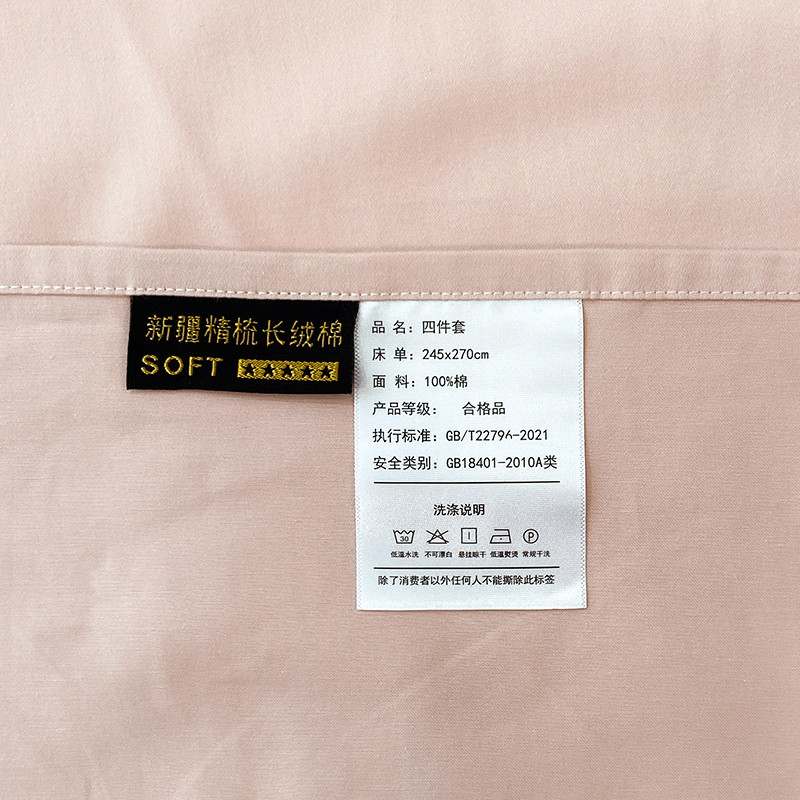 新疆精梳长绒棉
SOFT
品 名：四件套
床 单：245x270cm
面 料：100%棉
产品等级： 合格品
执行标准：GB/T22796-2021
安全类别：GB18401-2010A类
洗涤说明
30 P
低温水洗 不可漂白 悬挂晾干 低温熨烫 常规干洗
除了消费者以外任何人不能撕除此标签